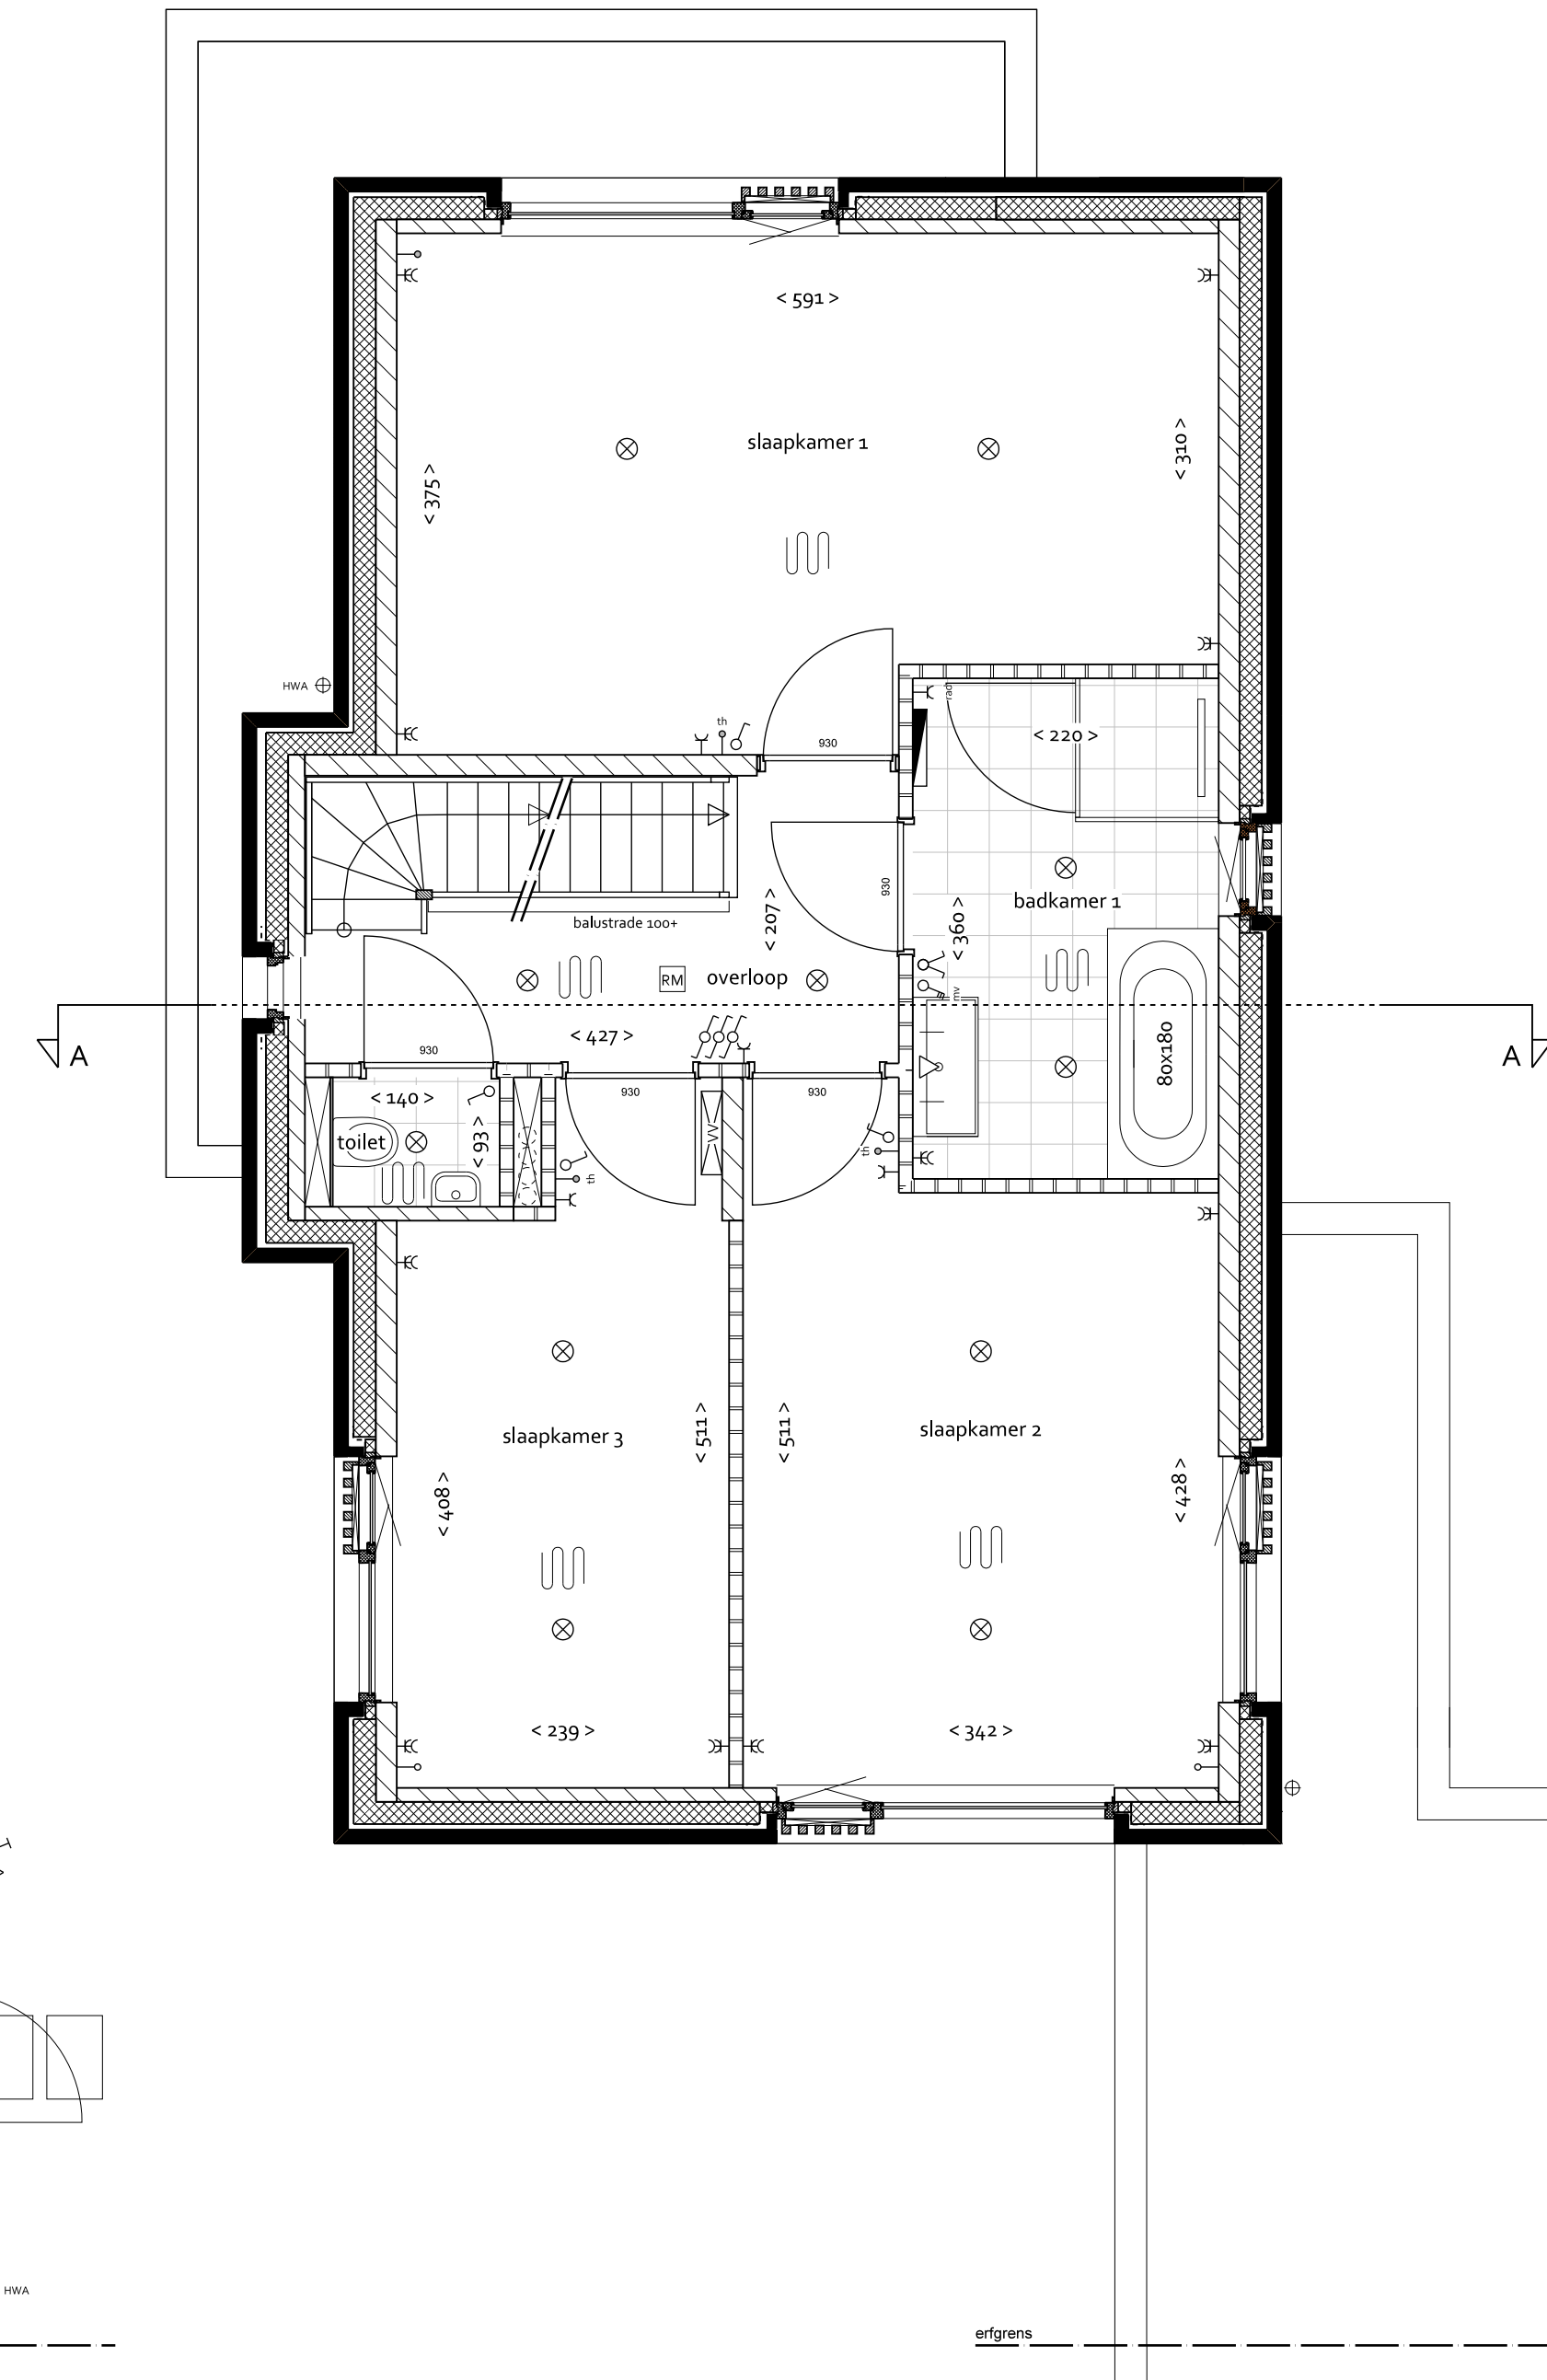 < 591 >
slaapkamer 1
< 310 >
< 375 >
HWA
th
930
rad
< 220 >
930
badkamer 1
balustrade 100+
< 207 >
< 360 >
RM
overloop
mv
< 427 >
A
A
80x180
930
< 140 >
930
930
toilet
< 93 >
VV
th
th
slaapkamer 3
< 511 >
< 511 >
slaapkamer 2
< 408 >
< 428 >
< 239 >
< 342 >
HWA
erfgrens